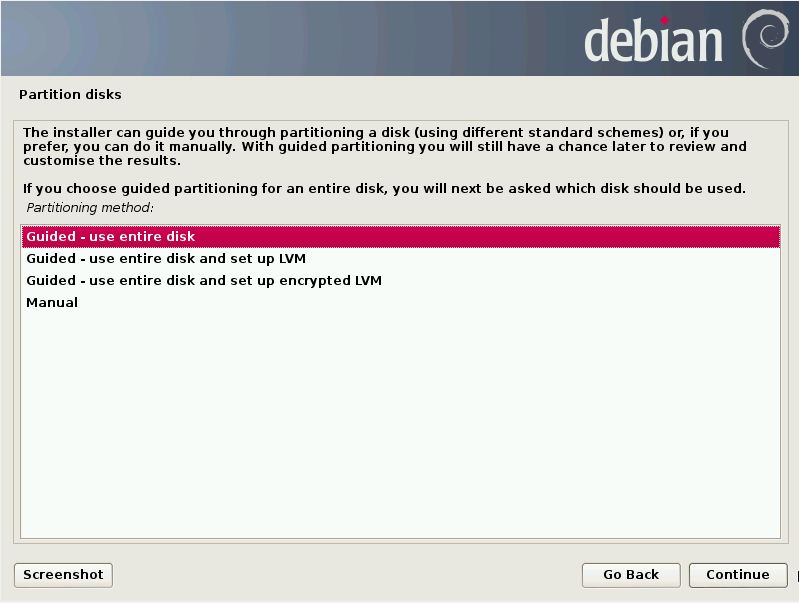 debian
Partition disks
The installer can guide you through partitioning a disk (using different standard schemes) or, if you
prefer, you can do it manually. With guided partitioning you will still have a chance later to review and
customise the results.
If you choose guided partitioning for an entire disk, you will next be asked which disk should be used.
Partitioning method:
Guided - use entire disk
Guided - use entire disk and set up LVM
Guided - use entire disk and set up encrypted LVM
Manual
Screenshot
Go Back
Continue